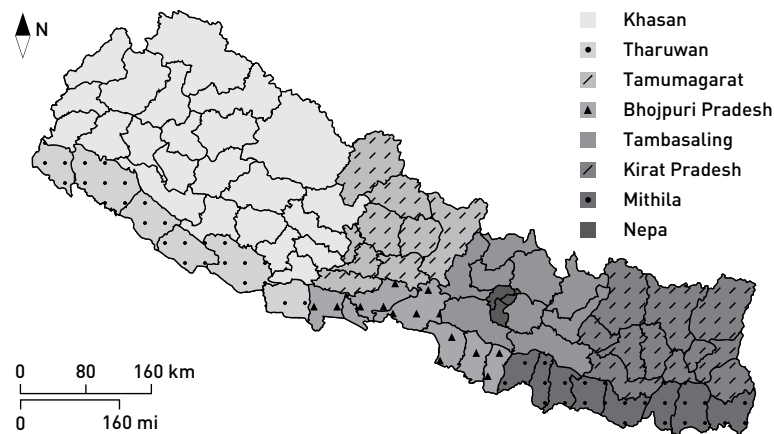 N
Khasan
Tharuwan
Tamumagarat
Bhojpuri Pradesh
Tambasaling
Kirat Pradesh
Mithila
Nepa
0 80 160 km
0 160 mi